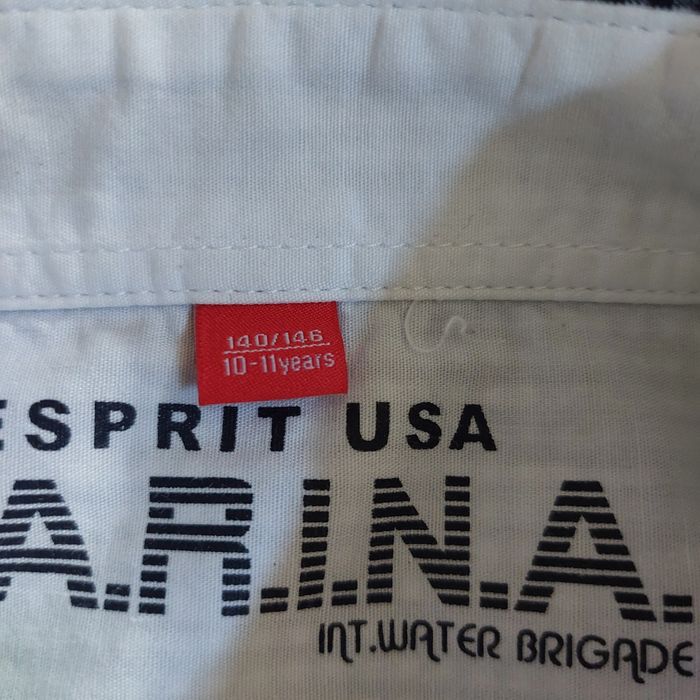 140/146
10-11years
ESPRIT USA
A.R.I.N.A.
INT.WATER BRIGADE